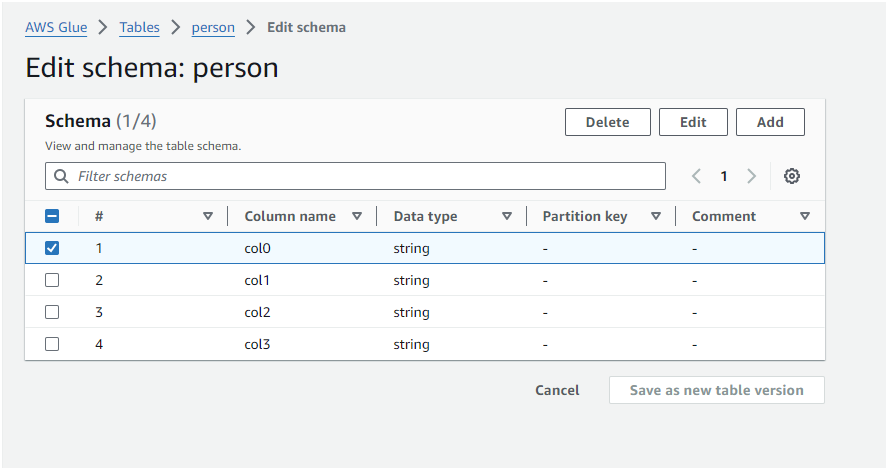 AWS Glue > Tables > person > Edit schema
Edit schema: person
Schema (1/4) Delete Edit Add
View and manage the table schema.
Filter schemas < 1 >
# Column name Data type Partition key Comment
1 col0 string - -
2 col1 string - -
3 col2 string - -
4 col3 string - -
Cancel Save as new table version